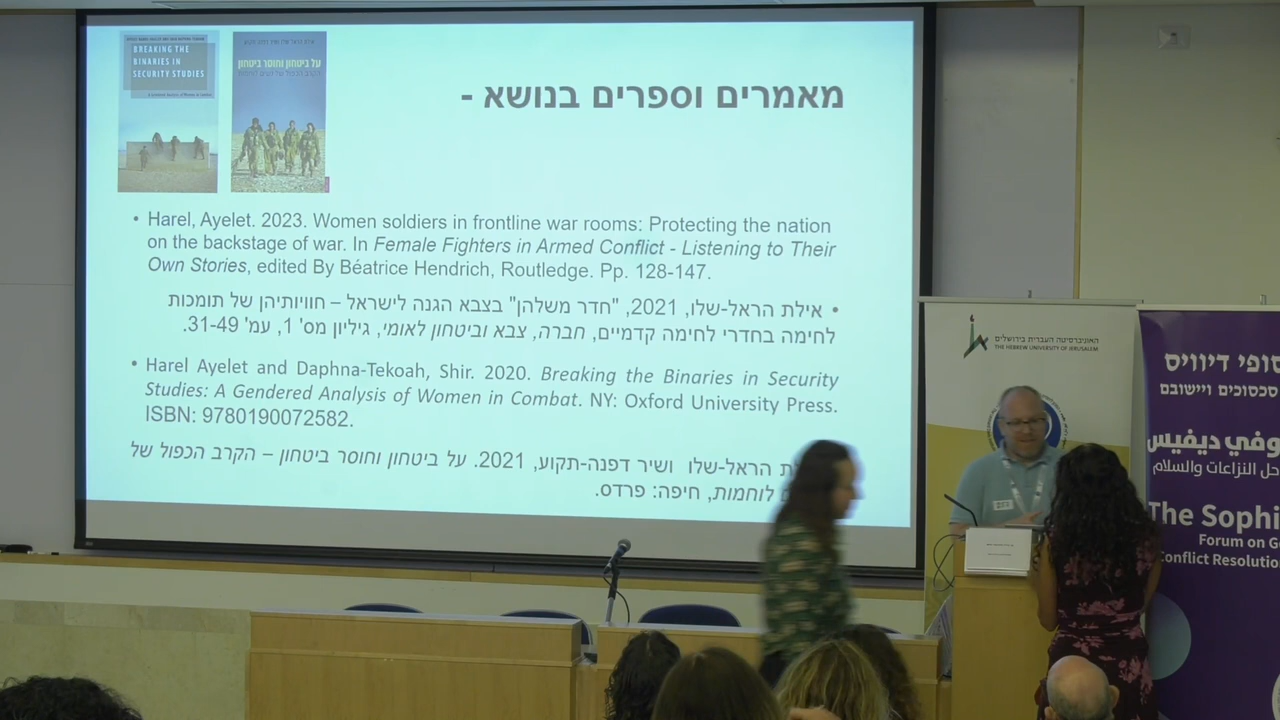 BREAKING THE
BINARIES IN
SECURITY STUDIES
על ביטחון וחוסר ביטחון
מאמרים וספרים בנושא -
• Harel, Ayelet. 2023. Women soldiers in frontline war rooms: Protecting the nation
on the backstage of war. In Female Fighters in Armed Conflict - Listening to Their
Own Stories, edited By Béatrice Hendrich, Routledge. Pp. 128-147.
• אילת הראל-שלו, 2021, "חדר משלהן" בצבא הגנה לישראל – חוויותיהן של תומכות
לחימה בחדרי לחימה קדמיים, חברה, צבא וביטחון לאומי, גיליון מס' 1, עמ' 31-49.
• Harel Ayelet and Daphna-Tekoah, Shir. 2020. Breaking the Binaries in Security
Studies: A Gendered Analysis of Women in Combat. NY: Oxford University Press.
ISBN: 9780190072582.
הראל-שלו ושיר דפנה-תקוע, 2021. על ביטחון וחוסר ביטחון – הקרב הכפול של
לוחמות, חיפה: פרדס.
האוניברסיטה העברית בירושלים
THE HEBREW UNIVERSITY OF JERUSALEM
סופי דיוויס
סכסוכים ויישובם
صوفي ديفيس
حل النزاعات والسلام
The Sophi
Forum on Ge
Conflict Resolution